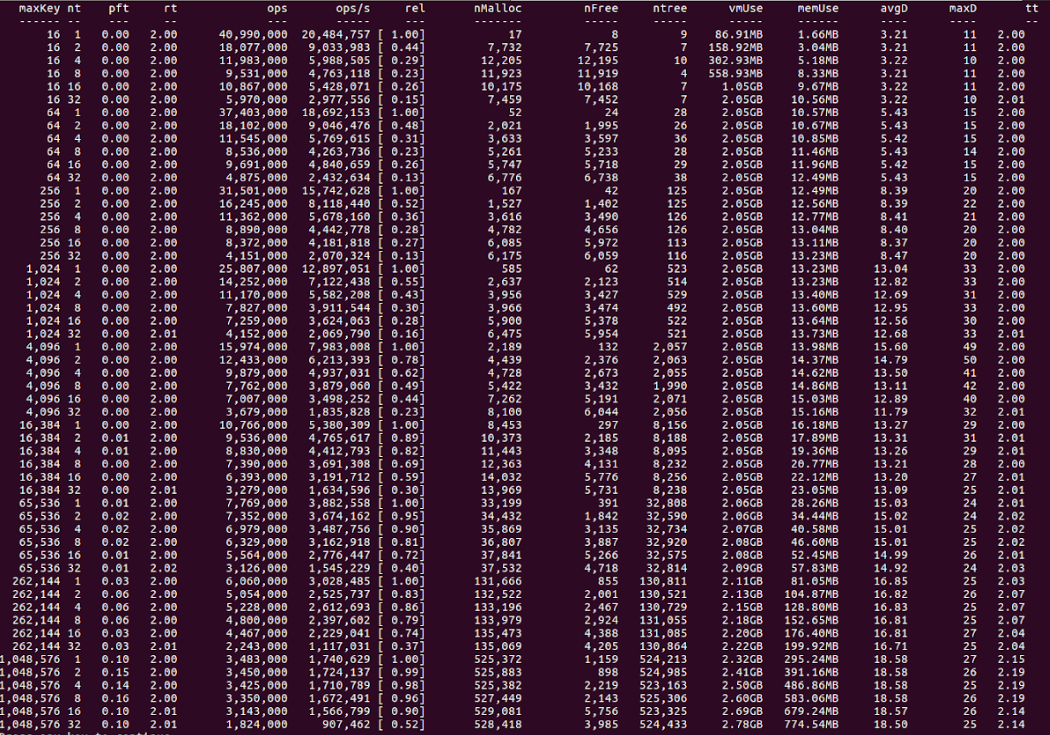 maxKey nt pft rt ops ops/s rel nMalloc nFree ntree vmUse memUse avgD maxD tt
------ -- --- -- --- ----- --- ------- ----- ----- ----- ------ ---- ---- --
16 1 0.00 2.00 40,990,000 20,484,757 [ 1.00] 17 8 9 86.91MB 1.66MB 3.21 11 2.00
16 2 0.00 2.00 18,077,000 9,033,983 [ 0.44] 7,732 7,725 7 158.92MB 3.04MB 3.21 11 2.00
16 4 0.00 2.00 11,983,000 5,988,505 [ 0.29] 12,205 12,195 10 302.93MB 5.18MB 3.22 10 2.00
16 8 0.00 2.00 9,531,000 4,763,118 [ 0.23] 11,923 11,919 4 558.93MB 8.33MB 3.21 11 2.00
16 16 0.00 2.00 10,867,000 5,428,071 [ 0.26] 10,175 10,168 7 1.05GB 9.67MB 3.22 11 2.00
16 32 0.00 2.00 5,970,000 2,977,556 [ 0.15] 7,459 7,452 7 2.05GB 10.56MB 3.22 10 2.01
64 1 0.00 2.00 37,403,000 18,692,153 [ 1.00] 52 24 28 2.05GB 10.57MB 5.43 15 2.00
64 2 0.00 2.00 18,102,000 9,046,476 [ 0.48] 2,021 1,995 26 2.05GB 10.67MB 5.43 15 2.00
64 4 0.00 2.00 11,545,000 5,769,615 [ 0.31] 3,633 3,597 36 2.05GB 10.85MB 5.42 15 2.00
64 8 0.00 2.00 8,536,000 4,263,736 [ 0.23] 5,261 5,233 28 2.05GB 11.46MB 5.43 14 2.00
64 16 0.00 2.00 9,691,000 4,840,659 [ 0.26] 5,747 5,718 29 2.05GB 11.96MB 5.42 15 2.00
64 32 0.00 2.00 4,875,000 2,432,634 [ 0.13] 6,776 6,738 38 2.05GB 12.49MB 5.43 15 2.00
256 1 0.00 2.00 31,501,000 15,742,628 [ 1.00] 167 42 125 2.05GB 12.49MB 8.39 20 2.00
256 2 0.00 2.00 16,245,000 8,118,440 [ 0.52] 1,527 1,402 125 2.05GB 12.56MB 8.39 22 2.00
256 4 0.00 2.00 11,362,000 5,678,160 [ 0.36] 3,616 3,490 126 2.05GB 12.77MB 8.41 21 2.00
256 8 0.00 2.00 8,890,000 4,442,778 [ 0.28] 4,782 4,656 126 2.05GB 13.04MB 8.40 20 2.00
256 16 0.00 2.00 8,372,000 4,181,818 [ 0.27] 6,085 5,972 113 2.05GB 13.11MB 8.37 20 2.00
256 32 0.00 2.00 4,151,000 2,070,324 [ 0.13] 6,175 6,059 116 2.05GB 13.23MB 8.47 20 2.00
1,024 1 0.00 2.00 25,807,000 12,897,051 [ 1.00] 585 62 523 2.05GB 13.23MB 13.04 33 2.00
1,024 2 0.00 2.00 14,252,000 7,122,438 [ 0.55] 2,637 2,123 514 2.05GB 13.23MB 12.82 33 2.00
1,024 4 0.00 2.00 11,170,000 5,582,208 [ 0.43] 3,956 3,427 529 2.05GB 13.40MB 12.69 31 2.00
1,024 8 0.00 2.00 7,827,000 3,911,544 [ 0.30] 3,966 3,474 492 2.05GB 13.60MB 12.95 33 2.00
1,024 16 0.00 2.00 7,259,000 3,624,063 [ 0.28] 5,900 5,378 522 2.05GB 13.64MB 12.56 30 2.00
1,024 32 0.00 2.00 4,152,000 2,069,790 [ 0.16] 6,475 5,954 521 2.05GB 13.73MB 12.68 33 2.01
4,096 1 0.00 2.00 15,974,000 7,983,008 [ 1.00] 2,189 132 2,057 2.05GB 13.98MB 15.60 49 2.00
4,096 2 0.00 2.00 12,433,000 6,213,393 [ 0.78] 4,439 2,376 2,063 2.05GB 14.37MB 14.79 50 2.00
4,096 4 0.00 2.00 9,879,000 4,937,031 [ 0.62] 4,728 2,673 2,055 2.05GB 14.62MB 13.50 41 2.00
4,096 8 0.00 2.00 7,762,000 3,879,060 [ 0.49] 5,422 3,432 1,990 2.05GB 14.86MB 13.11 42 2.00
4,096 16 0.00 2.00 7,007,000 3,498,252 [ 0.44] 7,262 5,191 2,071 2.05GB 15.03MB 12.89 40 2.00
4,096 32 0.00 2.00 3,679,000 1,835,828 [ 0.23] 8,100 6,044 2,056 2.05GB 15.16MB 11.79 32 2.01
16,384 1 0.00 2.00 10,766,000 5,380,309 [ 1.00] 8,453 297 8,156 2.05GB 16.18MB 13.27 29 2.00
16,384 2 0.01 2.00 9,536,000 4,765,617 [ 0.89] 10,373 2,185 8,188 2.05GB 17.89MB 13.31 31 2.01
16,384 4 0.01 2.00 8,830,000 4,412,793 [ 0.82] 11,443 3,348 8,095 2.05GB 19.36MB 13.26 29 2.01
16,384 8 0.00 2.00 7,390,000 3,691,308 [ 0.69] 12,363 4,131 8,232 2.05GB 20.77MB 13.21 28 2.00
16,384 16 0.00 2.00 6,393,000 3,191,712 [ 0.59] 14,032 5,776 8,256 2.05GB 22.12MB 13.20 27 2.01
16,384 32 0.00 2.01 3,279,000 1,634,596 [ 0.30] 13,969 5,731 8,238 2.05GB 23.05MB 13.09 25 2.01
65,536 1 0.01 2.00 7,769,000 3,882,558 [ 1.00] 33,199 391 32,808 2.06GB 28.26MB 15.03 24 2.01
65,536 2 0.02 2.00 7,352,000 3,674,162 [ 0.95] 34,432 1,842 32,590 2.06GB 34.44MB 15.02 24 2.02
65,536 4 0.02 2.00 6,979,000 3,487,756 [ 0.90] 35,869 3,135 32,734 2.07GB 40.58MB 15.01 25 2.02
65,536 8 0.02 2.00 6,329,000 3,162,918 [ 0.81] 36,807 3,887 32,920 2.08GB 46.60MB 15.01 25 2.02
65,536 16 0.01 2.00 5,564,000 2,776,447 [ 0.72] 37,841 5,266 32,575 2.08GB 52.45MB 14.99 26 2.01
65,536 32 0.01 2.02 3,126,000 1,545,229 [ 0.40] 37,532 4,718 32,814 2.09GB 57.83MB 14.92 24 2.03
262,144 1 0.03 2.00 6,060,000 3,028,485 [ 1.00] 131,666 855 130,811 2.11GB 81.05MB 16.85 25 2.03
262,144 2 0.06 2.00 5,054,000 2,525,737 [ 0.83] 132,522 2,001 130,521 2.13GB 104.87MB 16.82 26 2.07
262,144 4 0.06 2.00 5,228,000 2,612,693 [ 0.86] 133,196 2,467 130,729 2.15GB 128.80MB 16.83 25 2.07
262,144 8 0.06 2.00 4,800,000 2,397,602 [ 0.79] 133,979 2,924 131,055 2.18GB 152.65MB 16.81 25 2.07
262,144 16 0.03 2.00 4,467,000 2,229,041 [ 0.74] 135,473 4,388 131,085 2.20GB 176.40MB 16.81 27 2.04
262,144 32 0.03 2.01 2,243,000 1,117,031 [ 0.37] 135,069 4,205 130,864 2.22GB 199.92MB 16.71 25 2.04
1,048,576 1 0.10 2.00 3,483,000 1,740,629 [ 1.00] 525,372 1,159 524,213 2.32GB 295.24MB 18.58 27 2.15
1,048,576 2 0.15 2.00 3,450,000 1,724,137 [ 0.99] 525,883 898 524,985 2.41GB 391.16MB 18.58 26 2.19
1,048,576 4 0.14 2.00 3,425,000 1,710,789 [ 0.98] 525,382 2,219 523,163 2.50GB 486.86MB 18.58 25 2.19
1,048,576 8 0.16 2.00 3,350,000 1,672,491 [ 0.96] 527,449 2,143 525,306 2.60GB 583.06MB 18.57 26 2.19
1,048,576 16 0.10 2.01 3,143,000 1,566,799 [ 0.90] 529,081 5,756 523,325 2.69GB 679.24MB 18.57 26 2.14
1,048,576 32 0.10 2.01 1,824,000 907,462 [ 0.52] 528,418 3,985 524,433 2.78GB 774.54MB 18.50 25 2.14